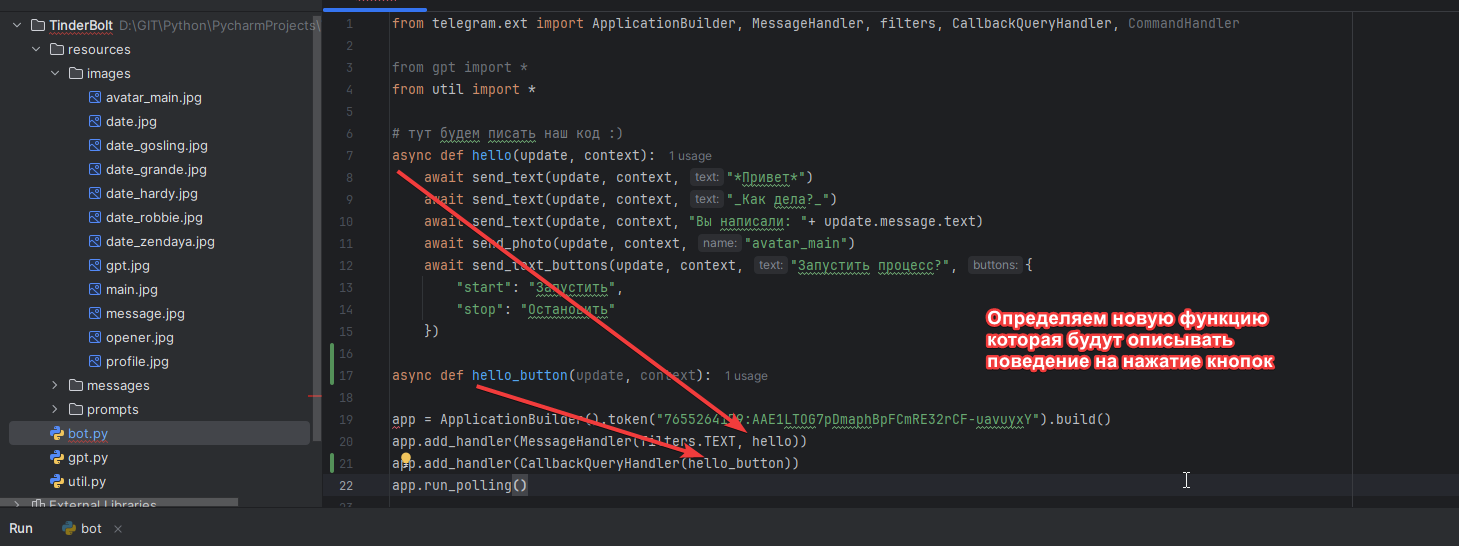 TinderBolt D:\GIT\Python\PycharmProjects\
resources
images
avatar_main.jpg
date.jpg
date_gosling.jpg
date_grande.jpg
date_hardy.jpg
date_robbie.jpg
date_zendaya.jpg
gpt.jpg
main.jpg
message.jpg
opener.jpg
profile.jpg
messages
prompts
bot.py
gpt.py
util.py
External Libraries
1 from telegram.ext import ApplicationBuilder, MessageHandler, filters, CallbackQueryHandler, CommandHandler
2
3 from gpt import *
4 from util import *
5
6 # тут будем писать наш код :)
7 async def hello(update, context): 1 usage
8 await send_text(update, context, text: "*Привет*")
9 await send_text(update, context, text: "_Как дела?_")
10 await send_text(update, context, "Вы написали: "+ update.message.text)
11 await send_photo(update, context, name: "avatar_main")
12 await send_text_buttons(update, context, text: "Запустить процесс?", buttons: {
13 "start": "Запустить",
14 "stop": "Остановить"
15 })
16
17 async def hello_button(update, context): 1 usage
18
19 app = ApplicationBuilder().token( :AAE1LTOG7pDmaphBpFCmRE32rCF-uavuyxY").build()
20 app.add_handler(MessageHandler(filters.TEXT, hello))
21 app.add_handler(CallbackQueryHandler(hello_button))
22 app.run_polling()
23
Определяем новую функцию
которая будут описывать
поведение на нажатие кнопок
Run bot